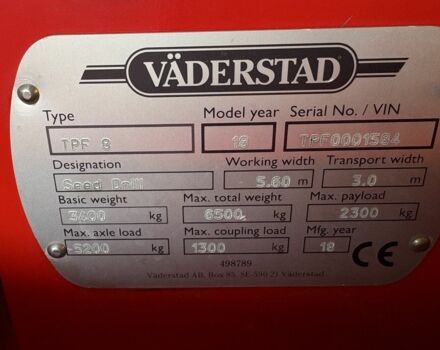 VÄDERSTAD
Type Model year Serial No. / VIN
TPF 8 18 TPF0001584
Designation Working width Transport width
Seed Drill 5.60 m 3.0 m
Basic weight Max. total weight Max. payload
3400 kg 6500 kg 2300 kg
Max. axle load Max. coupling load Mfg. year
5200 kg 1300 kg 18 CE
498789
Väderstad AB, Box 85, SE-590 21 Väderstad